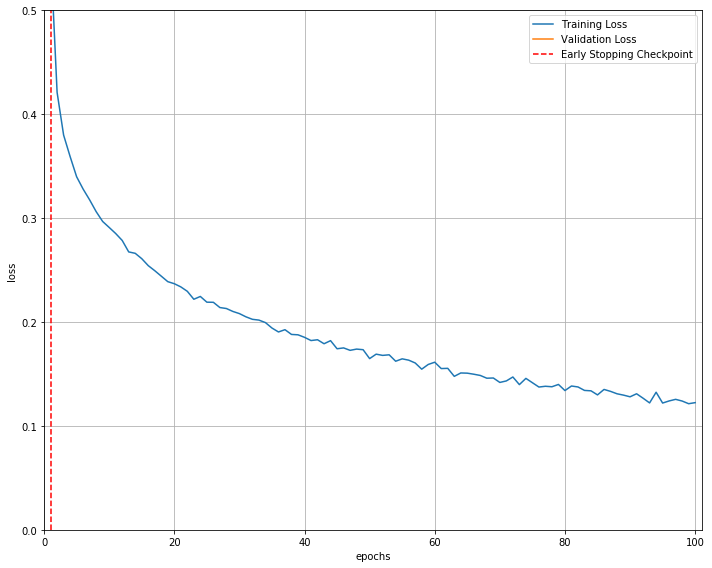 0.5
0.4
0.3
0.2
0.1
0.0
loss
0
20
40
60
80
100
epochs
Training Loss
Validation Loss
Early Stopping Checkpoint